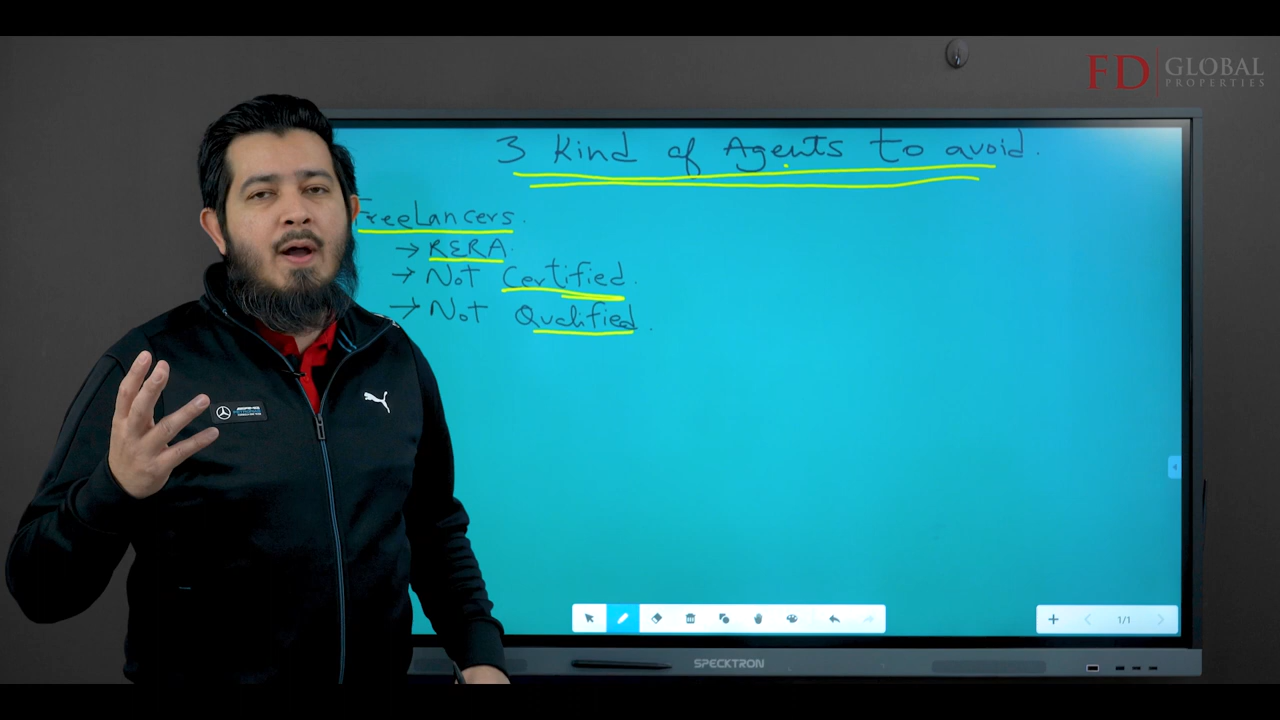 FD GLOBAL
PROPERTIES
3 Kind of Agents to avoid.
FreeLancers.
→ RERA.
→ Not Certified.
→ Not Qualified.
1/1
SPECKTRON